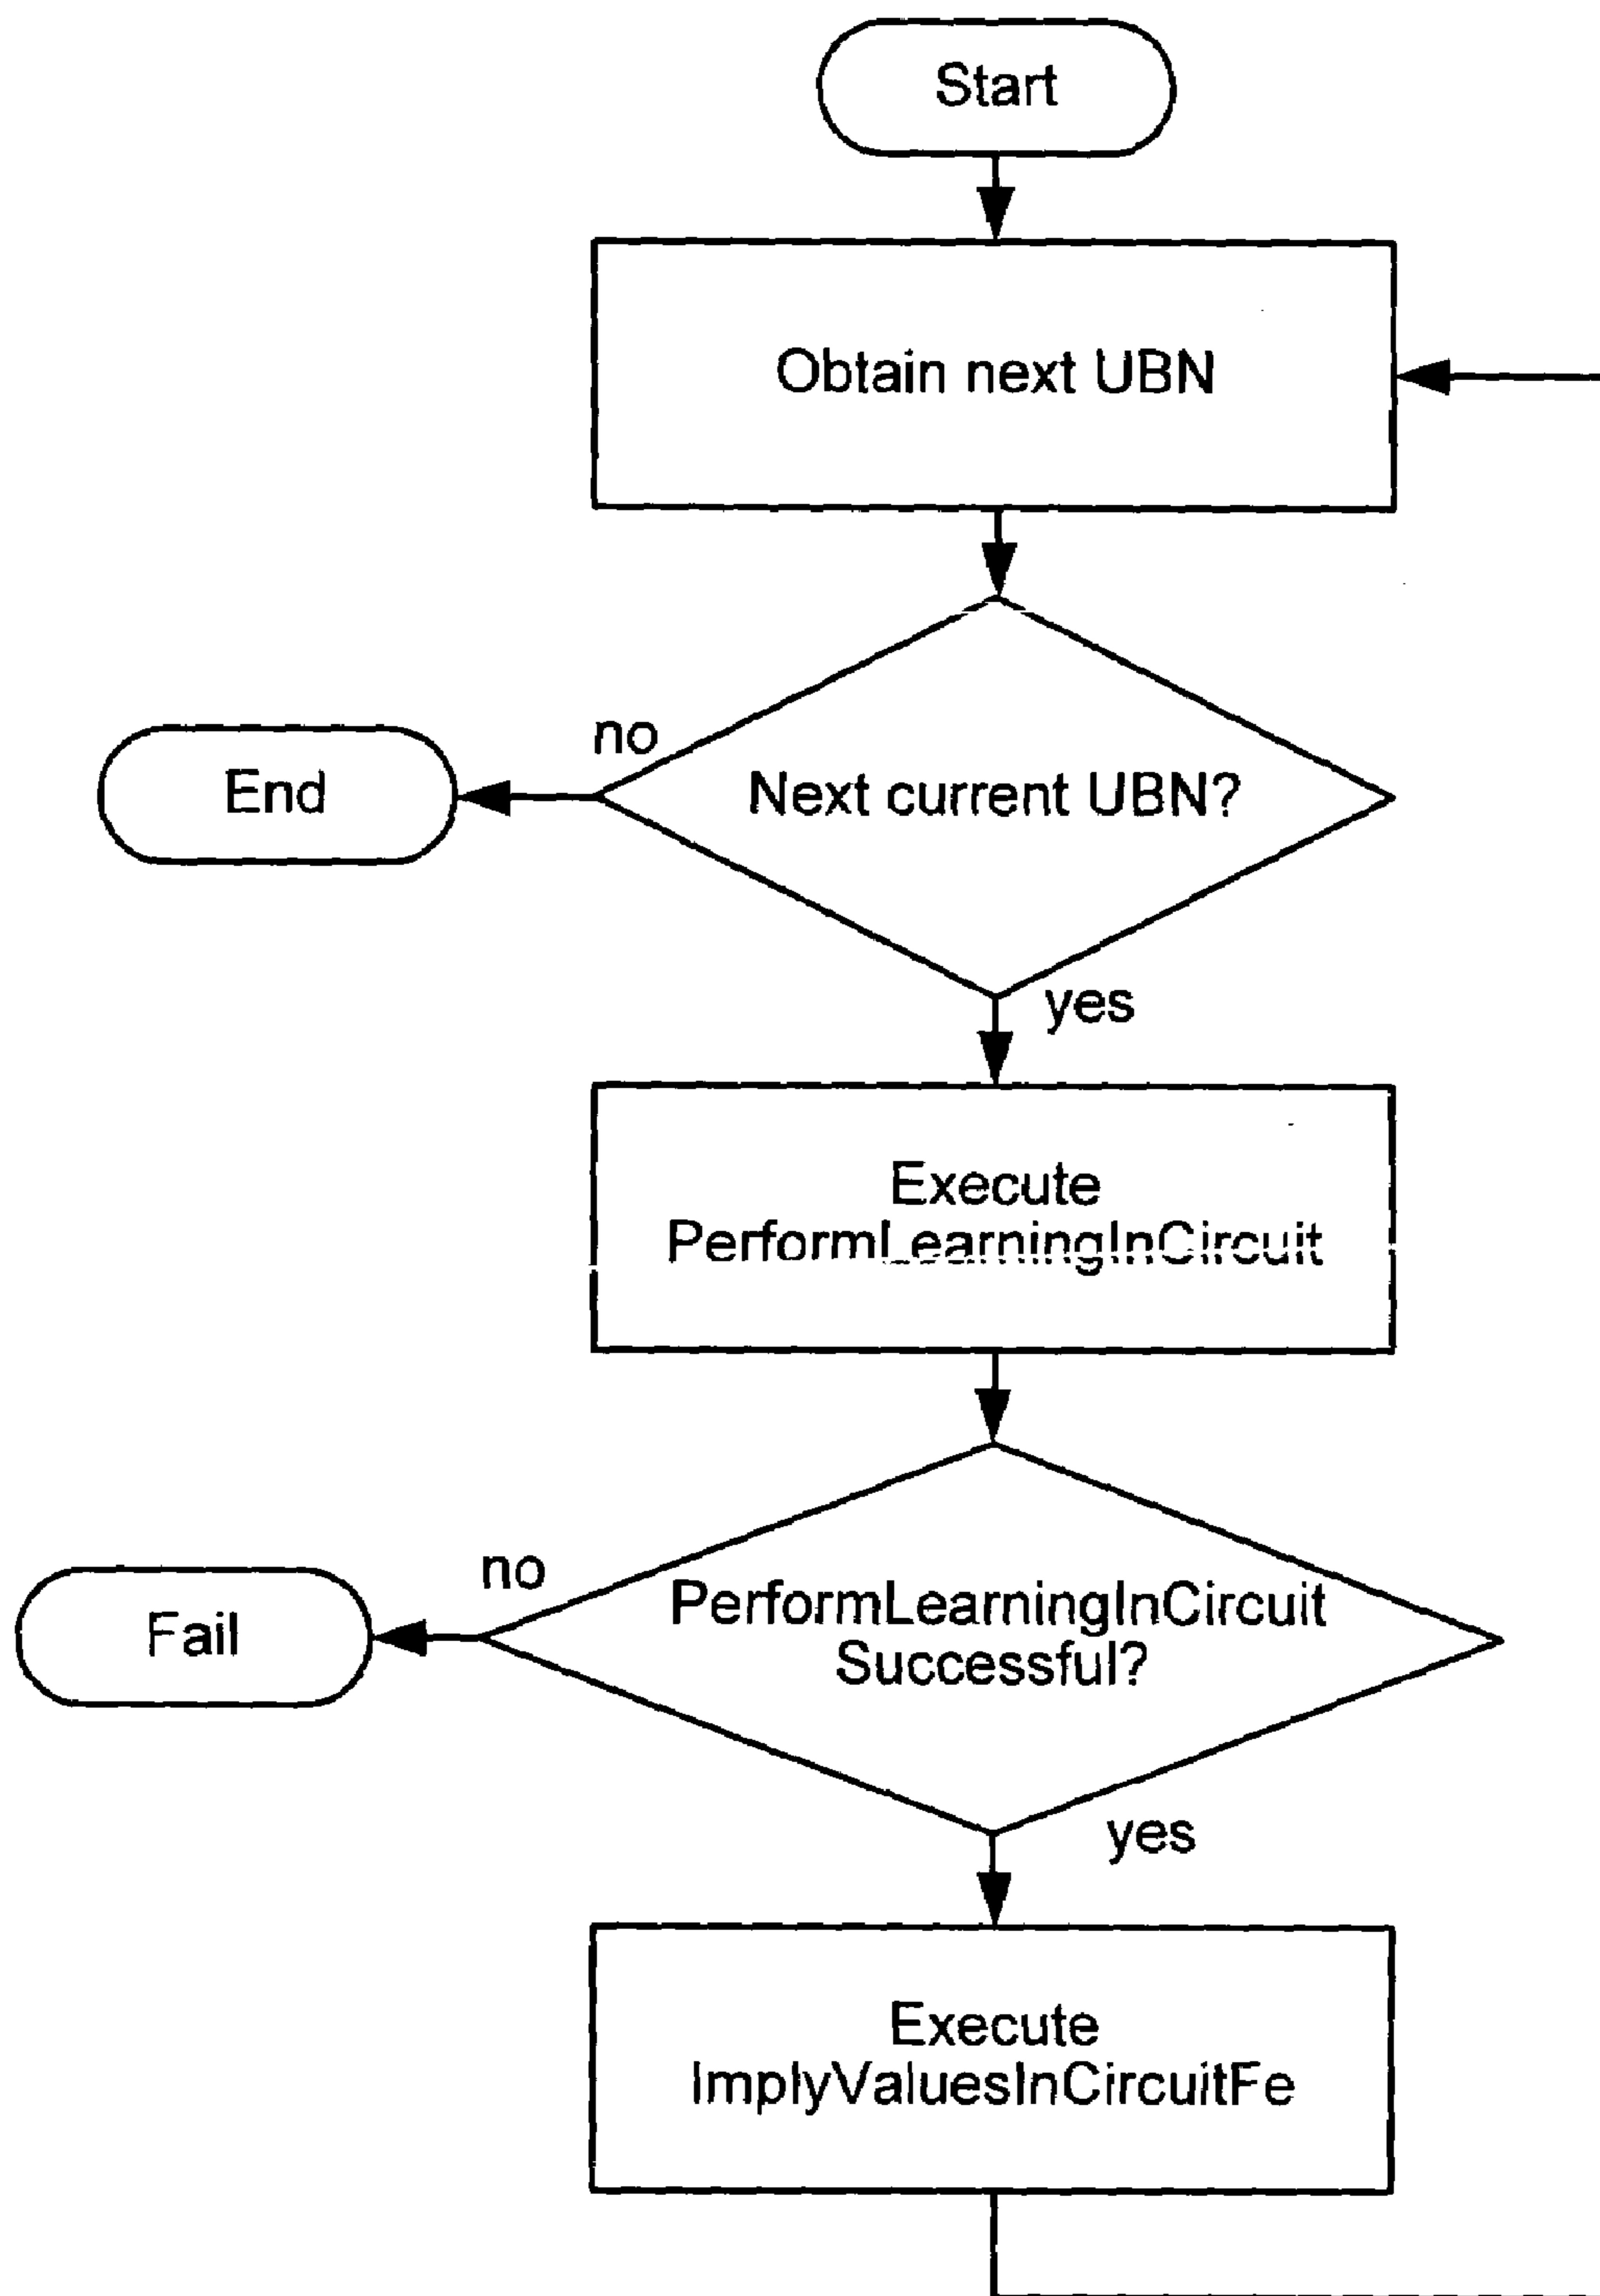 Start
Obtain next UBN
no
End
Next current UBN?
yes
Execute
PerformLearningInCircuit
no
Fail
PerformLearningInCircuit
Successful?
yes
Execute
ImplyValuesInCircuitFe